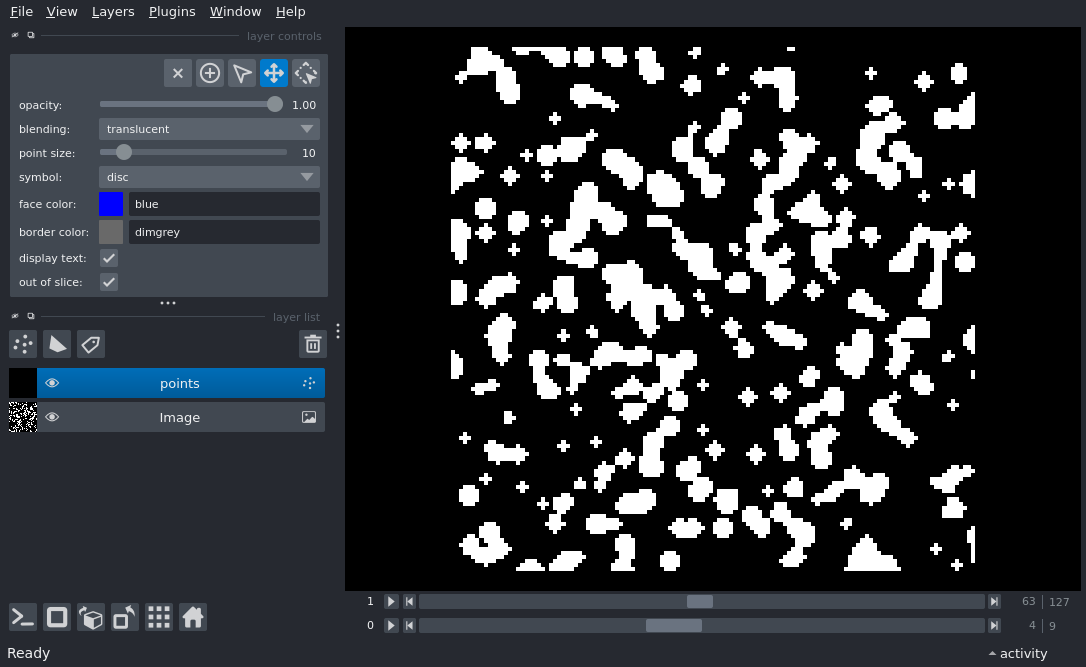 File View Layers Plugins Window Help
layer controls
opacity: 1.00
blending: translucent
point size: 10
symbol: disc
face color: blue
border color: dimgrey
display text:
out of slice:
layer list
points
Image
1 63 127
0 4 9
Ready activity